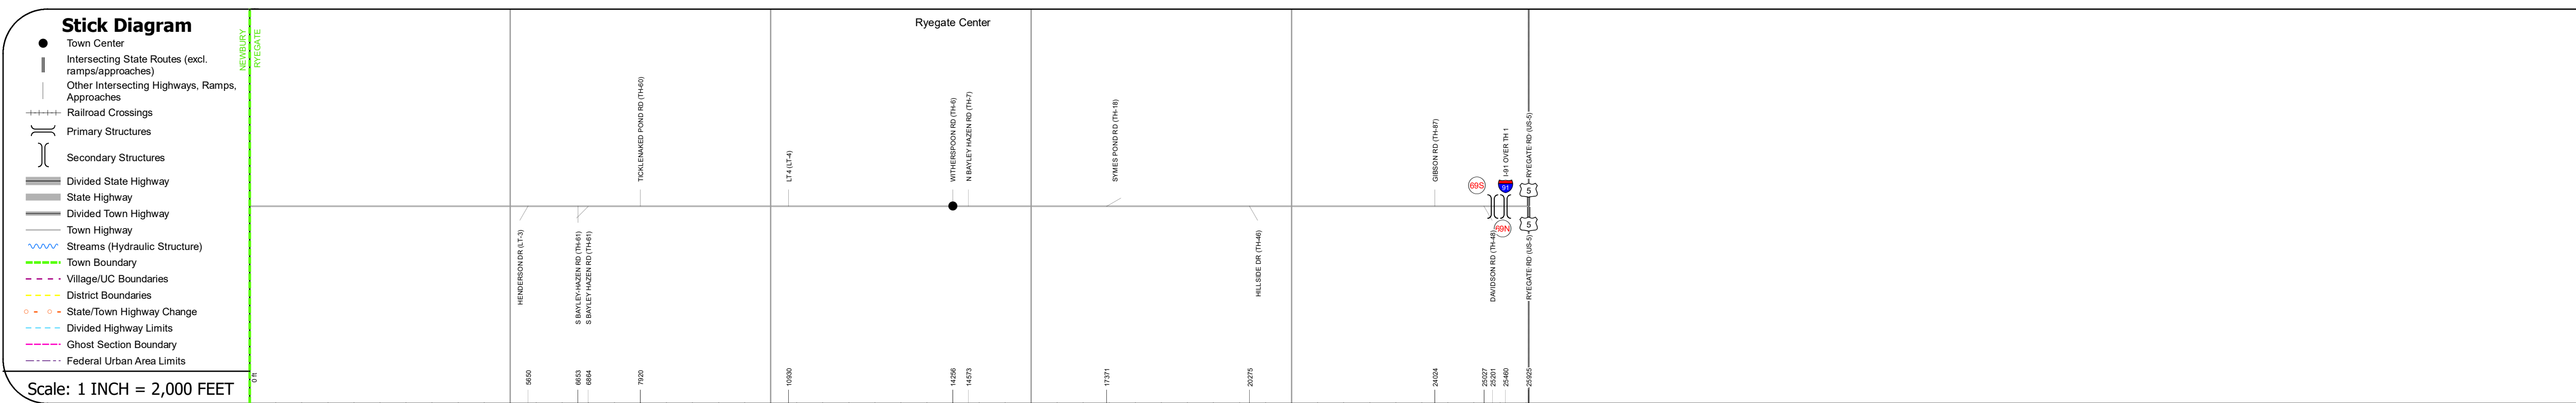 Stick Diagram
Town Center
Intersecting State Routes (excl.
ramps/approaches)
Other Intersecting Highways, Ramps,
Approaches
Railroad Crossings
Primary Structures
Secondary Structures
Divided State Highway
State Highway
Divided Town Highway
Town Highway
Streams (Hydraulic Structure)
Town Boundary
Village/UC Boundaries
District Boundaries
State/Town Highway Change
Divided Highway Limits
Ghost Section Boundary
Federal Urban Area Limits
Scale: 1 INCH = 2,000 FEET
NEWBURY
RYEGATE
Ryegate Center
TICKLENAKED POND RD (TH-60)
LT 4 (LT-4)
WITHERSPOON RD (TH-6)
N BAYLEY HAZEN RD (TH-7)
SYMES POND RD (TH-18)
GIBSON RD (TH-87)
I-91 OVER TH 1
RYEGATE RD (US-5)
69S
91
5
69N
5
HENDERSON DR (LT-3)
S BAYLEY-HAZEN RD (TH-61)
S BAYLEY HAZEN RD (TH-61)
HILLSIDE DR (TH-46)
DAVIDSON RD (TH-48)
RYEGATE RD (US-5)
0 ft
5650
6653
6864
7920
10930
14256
14573
17371
20275
24024
25027
25201
25460
25925